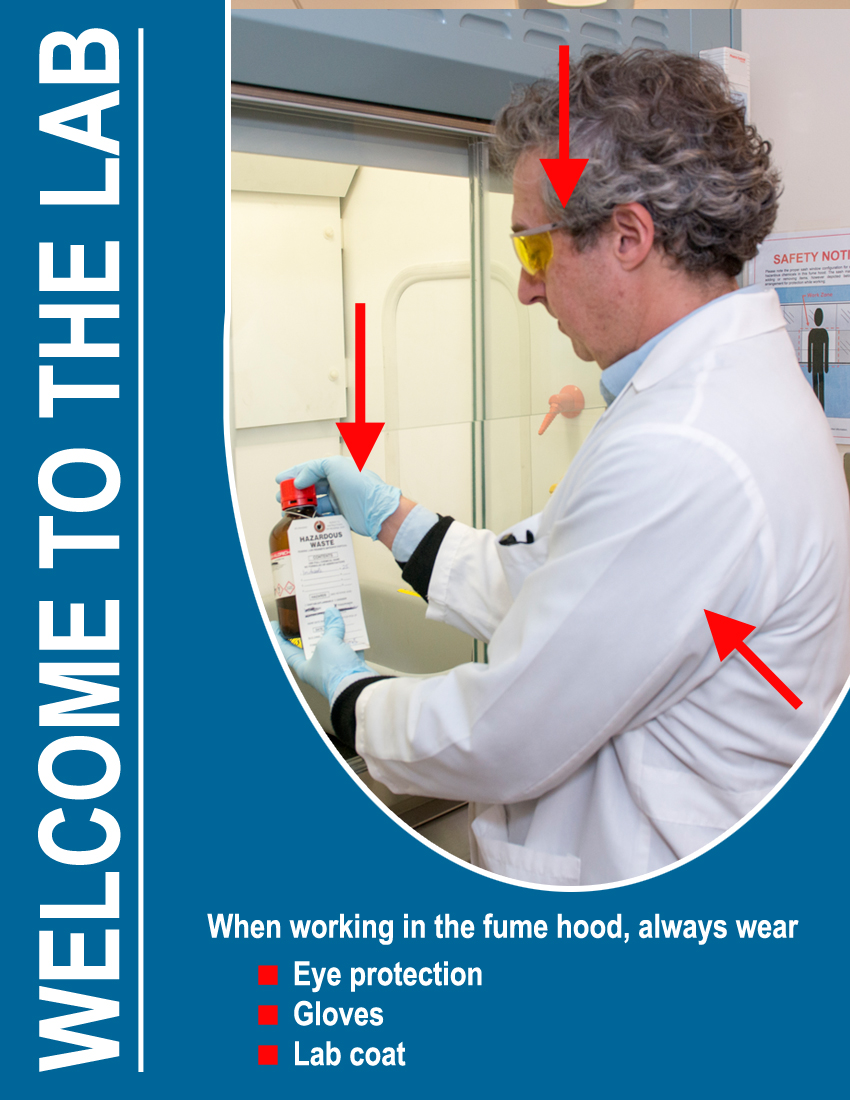 WELCOME TO THE LAB
SAFETY NOTI
HAZARDOUS
WASTE
CONTENTS
When working in the fume hood, always wear
Eye protection
Gloves
Lab coat